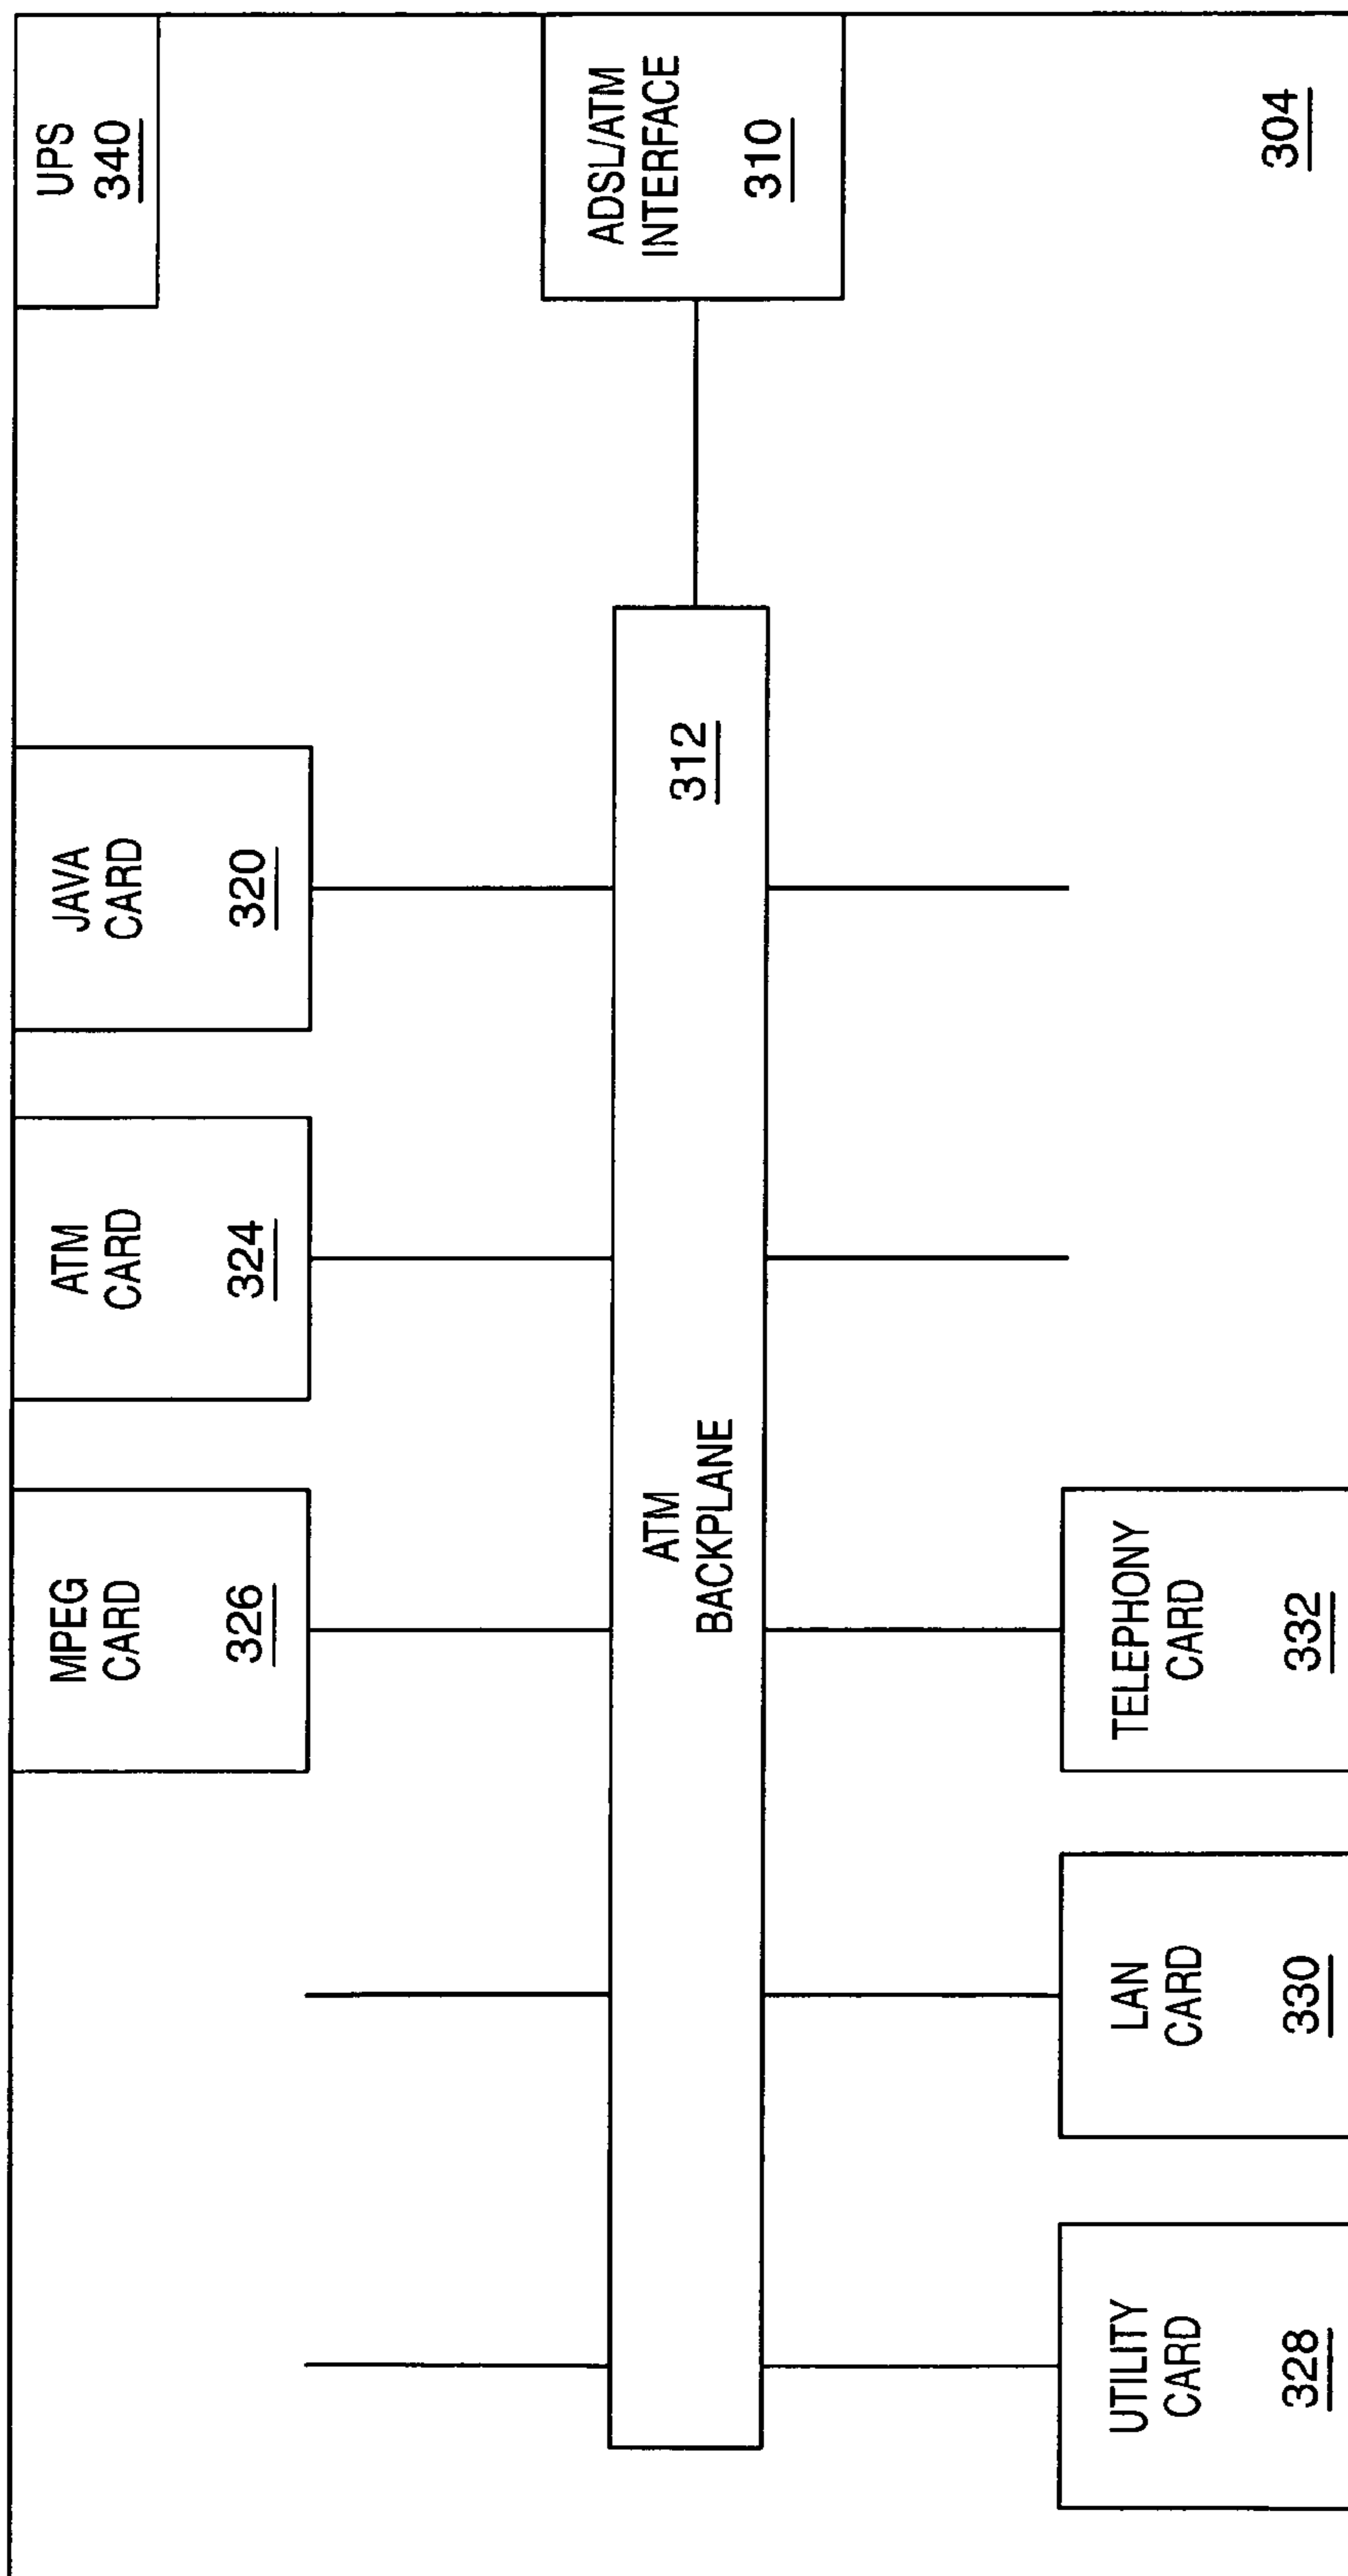 MPEG
CARD
326
ATM
CARD
324
JAVA
CARD
320
UPS
340
ATM
BACKPLANE
312
ADSL/ATM
INTERFACE
310
UTILITY
CARD
328
LAN
CARD
330
TELEPHONY
CARD
332
304